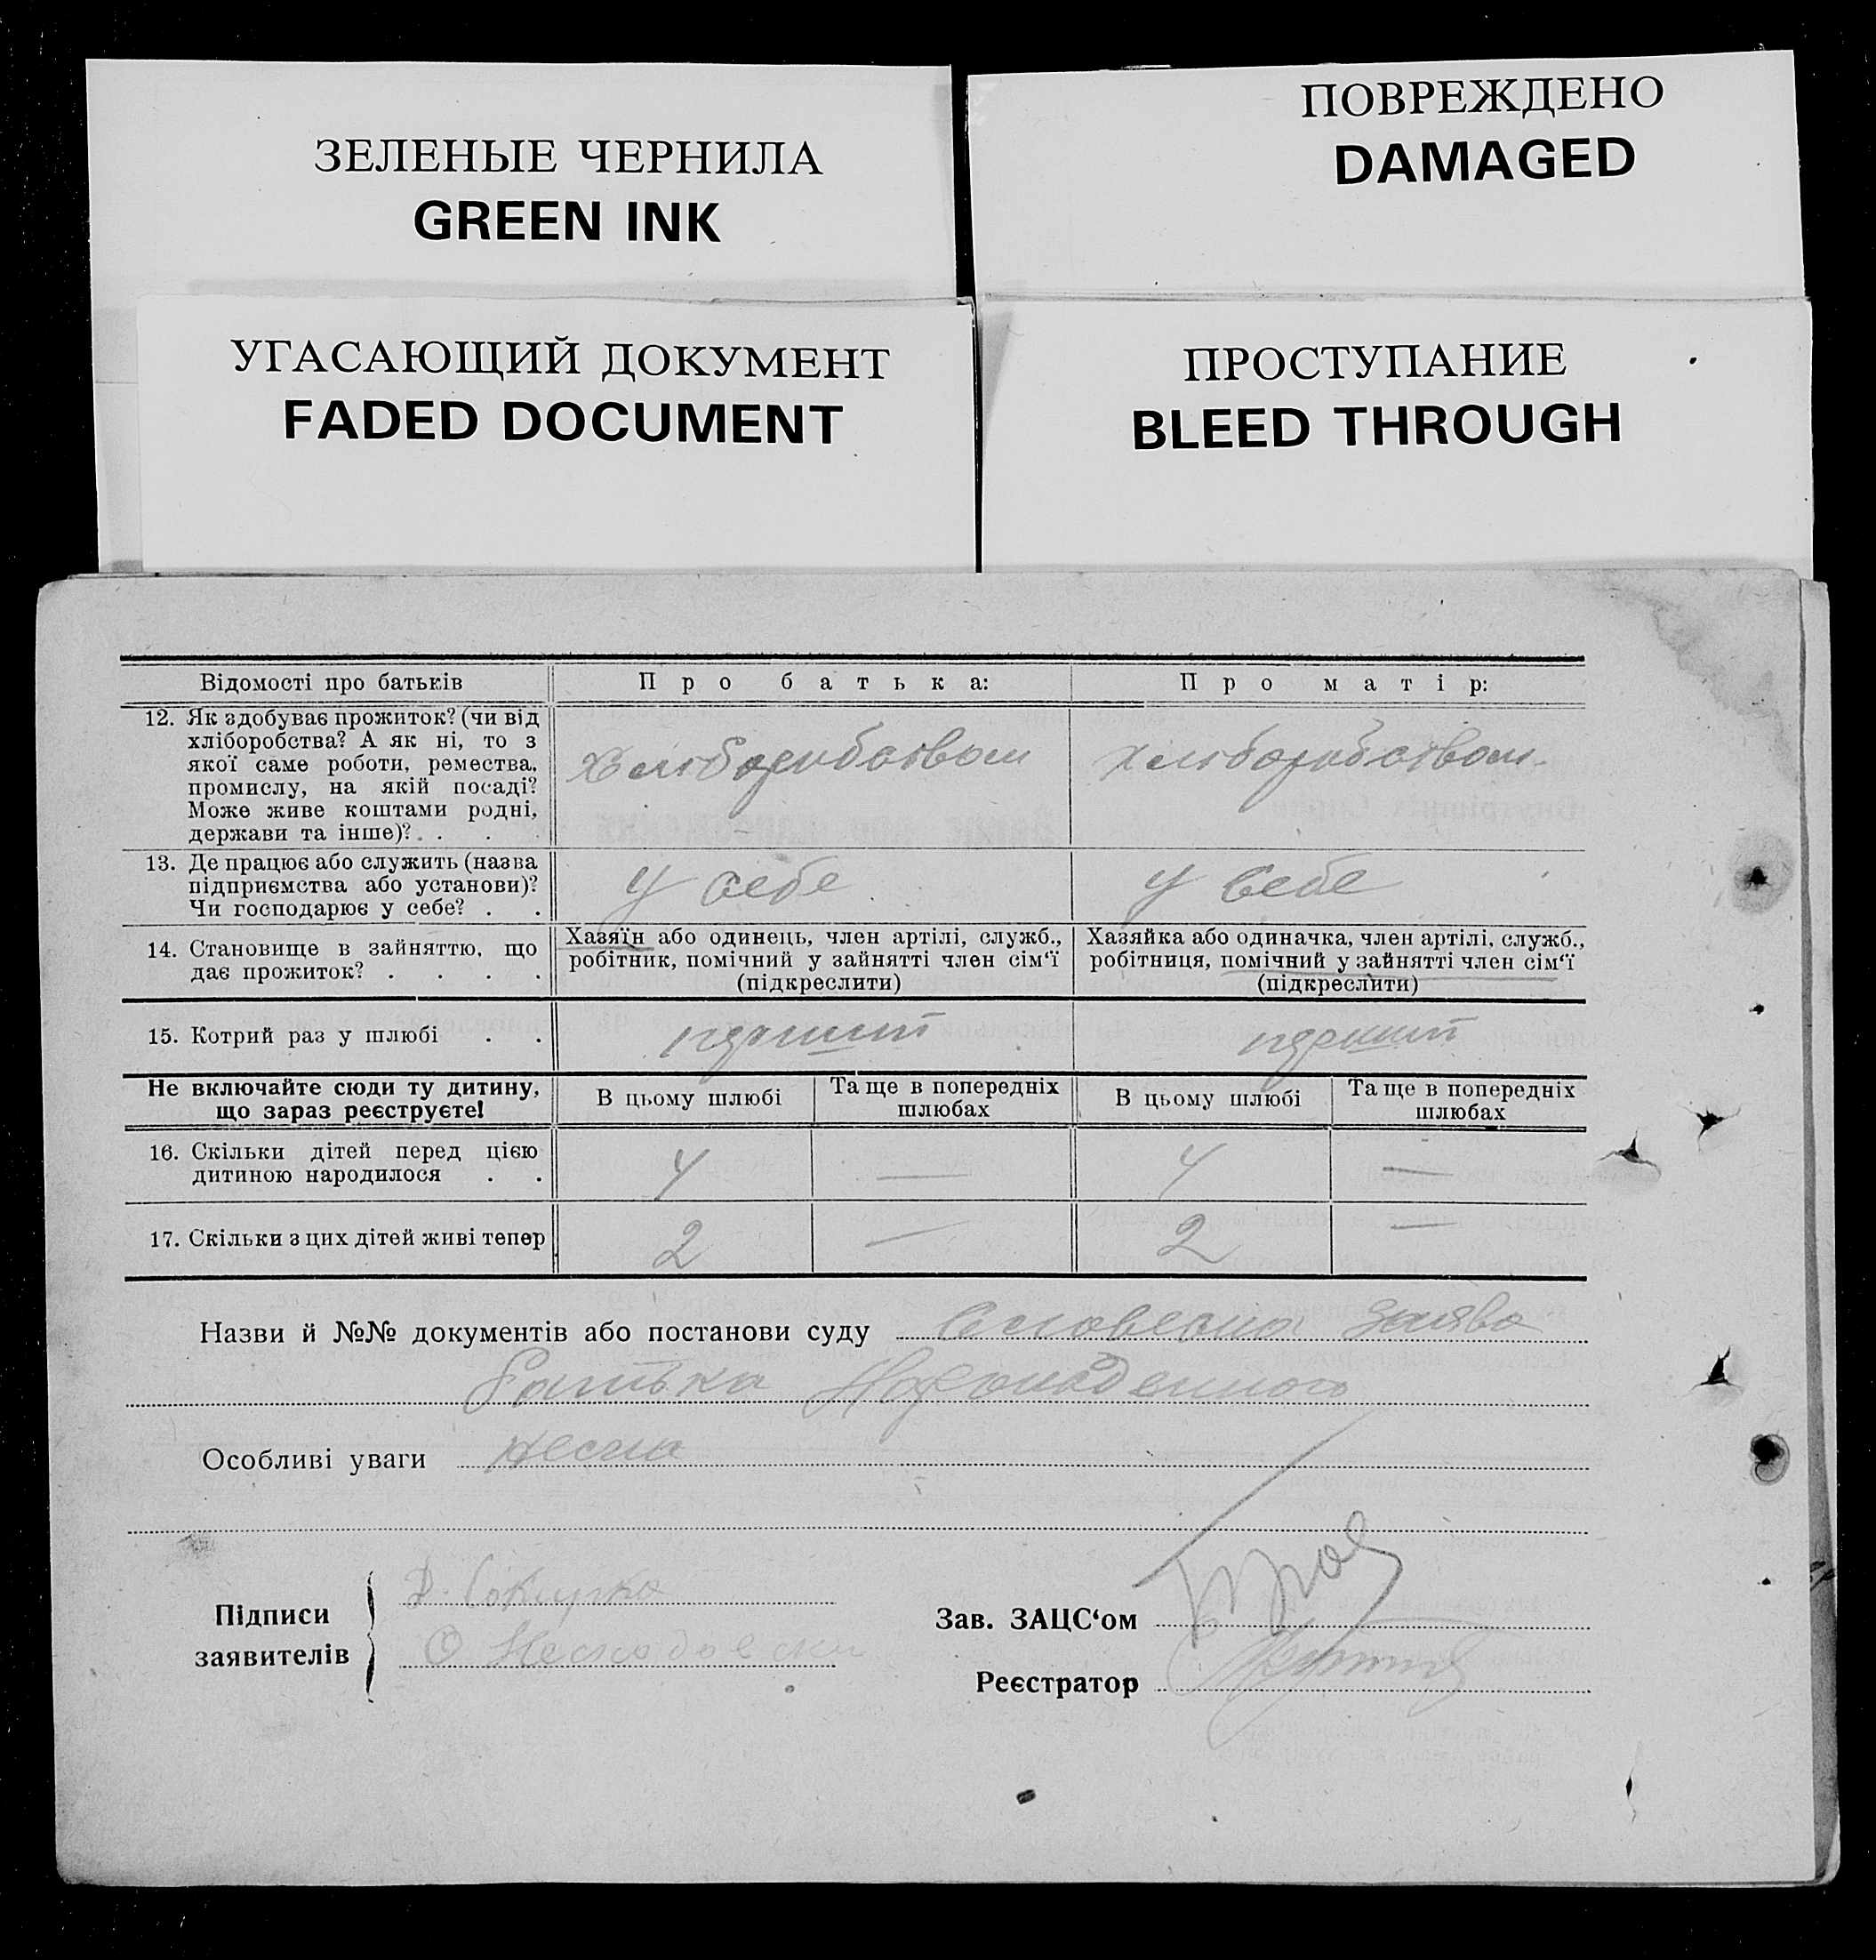 ЗЕЛЕНЫЕ ЧЕРНИЛА
GREEN INK
ПОВРЕЖДЕНО
DAMAGED
УГАСАЮЩИЙ ДОКУМЕНТ
FADED DOCUMENT
ПРОСТУПАНИЕ
BLEED THROUGH
Відомості про батьків
Про батька:
Про матір:
12. Як здобуває прожиток? (чи від
хліборобства? А як ні, то з
якої саме роботи, ремества,
промислу, на якій посаді?
Може живе коштами родні,
держави та інше)? . .
Хліборобством
Хліборобством
13. Де працює або служить (назва
підприємства або установи)?
Чи господарює у себе? . .
У себе
У себе
14. Становище в зайняттю, що
дає прожиток? . . . .
Хазяїн або одинець, член артілі, служб.,
робітник, помічний у зайнятті член сім‘ї
(підкреслити)
Хазяйка або одиначка, член артілі, служб.,
робітниця, помічний у зайнятті член сім‘ї
(підкреслити)
15. Котрий раз у шлюбі . .
перший
перший
Не включайте сюди ту дитину,
що зараз реєструєте!
В цьому шлюбі
Та ще в попередніх
шлюбах
В цьому шлюбі
Та ще в попередніх
шлюбах
16. Скільки дітей перед цією
дитиною народилося . .
4
—
4
—
17. Скільки з цих дітей живі тепер
2
—
2
—
Назви й №№ документів або постанови суду Словесна заява
Батька Народженного
Особливі уваги
Підписи
заявителів
Зав. ЗАЦС‘ом
Реєстратор